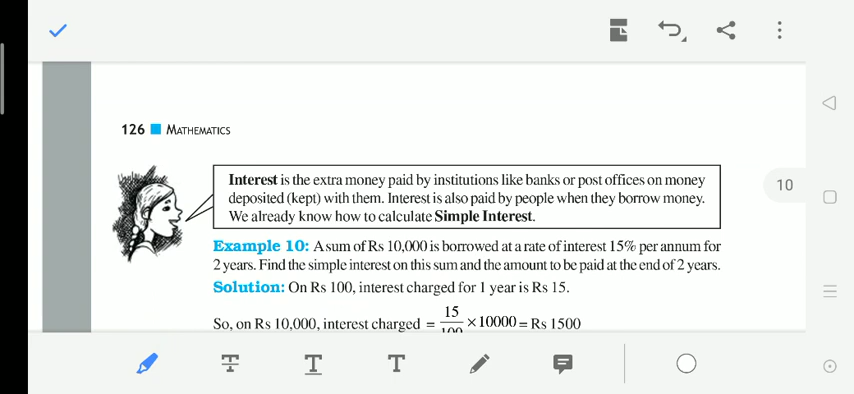 126 MATHEMATICS
Interest is the extra money paid by institutions like banks or post offices on money
deposited (kept) with them. Interest is also paid by people when they borrow money.
We already know how to calculate Simple Interest.
10
Example 10: A sum of Rs 10,000 is borrowed at a rate of interest 15% per annum for
2 years. Find the simple interest on this sum and the amount to be paid at the end of 2 years.
Solution: On Rs 100, interest charged for 1 year is Rs 15.
So, on Rs 10,000, interest charged = 15/100 ×10000 = Rs 1500
T T T